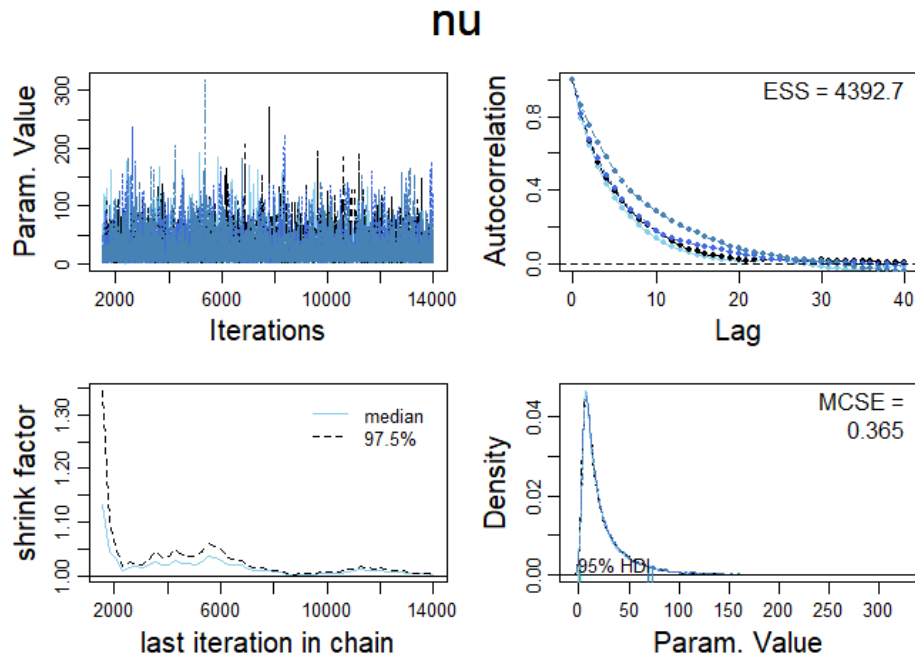 nu
Param. Value
0 50 100 200 300
2000 6000 10000 14000
Iterations
Autocorrelation
0.0 0.4 0.8
ESS = 4392.7
0 10 20 30 40
Lag
shrink factor
1.00 1.10 1.20 1.30
median
97.5%
2000 6000 10000 14000
last iteration in chain
Density
0.00 0.02 0.04
MCSE =
0.365
95% HDI
0 50 100 150 200 250 300
Param. Value